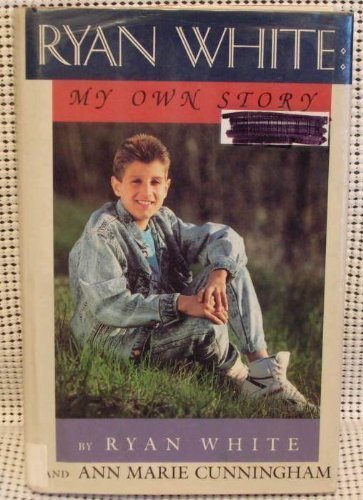 RYAN WHITE:
MY OWN STORY
BY RYAN WHITE
AND ANN MARIE CUNNINGHAM